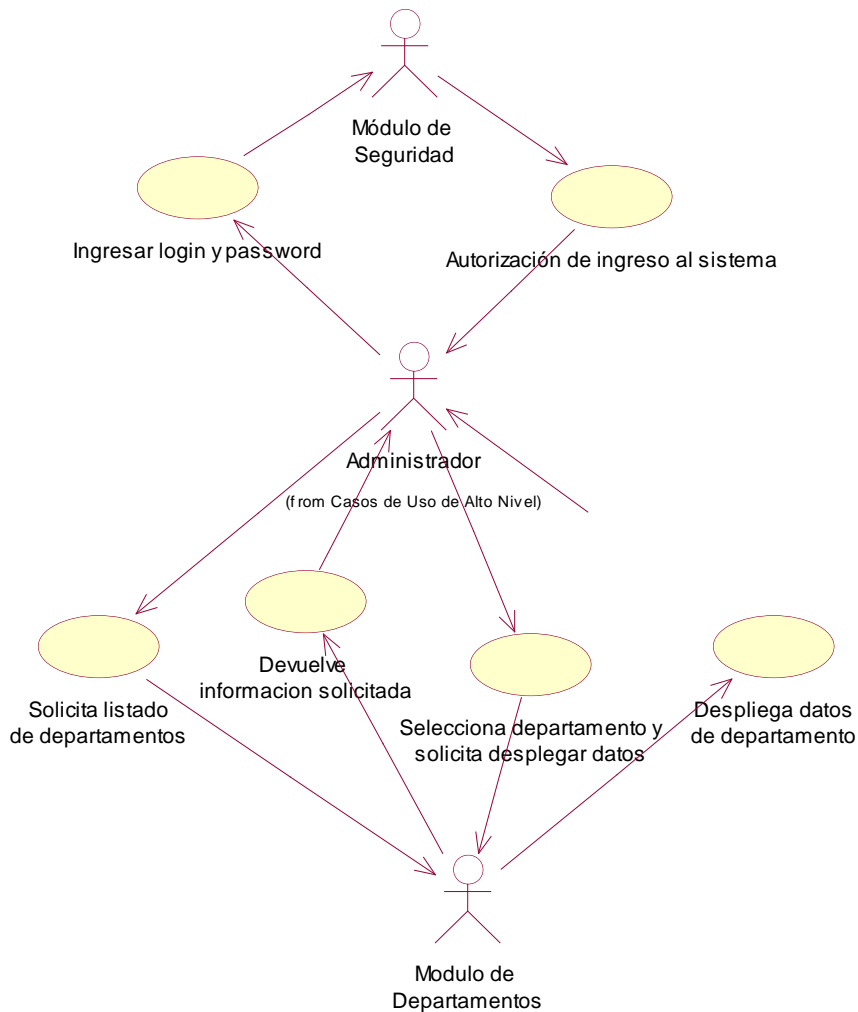 Módulo de
Seguridad
Ingresar login y password
Autorización de ingreso al sistema
Administrador
(from Casos de Uso de Alto Nivel)
Devuelve
informacion solicitada
Solicita listado
de departamentos
Selecciona departamento y
solicita desplegar datos
Despliega datos
de departamento
Modulo de
Departamentos